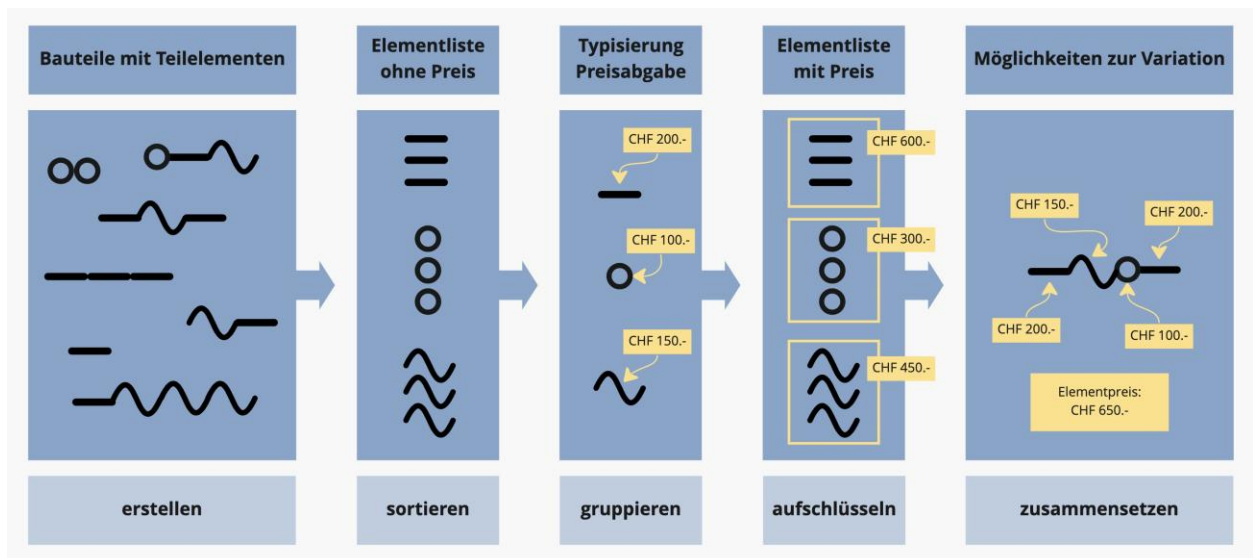 Bauteile mit Teilelementen
Elementliste
ohne Preis
Typisierung
Preisabgabe
Elementliste
mit Preis
Möglichkeiten zur Variation
CHF 200.-
CHF 100.-
CHF 150.-
CHF 600.-
CHF 300.-
CHF 450.-
CHF 150.-
CHF 200.-
CHF 200.-
CHF 100.-
Elementpreis:
CHF 650.-
erstellen
sortieren
gruppieren
aufschlüsseln
zusammensetzen